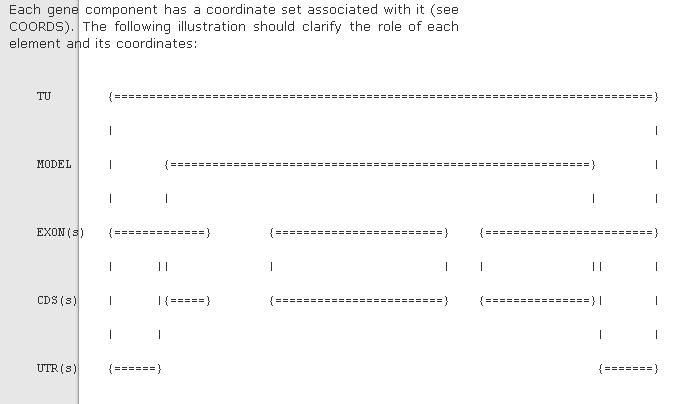 Each gene component has a coordinate set associated with it (see
COORDS). The following illustration should clarify the role of each
element and its coordinates:
TU {=============================================================================}
| |
MODEL | {============================================================} |
| | | |
EXON(s) {=============} {========================} {========================}
| || | | | || |
CDS(s) | |{=====} {========================} {===============}| |
| | | |
UTR(s) {======} {=======}